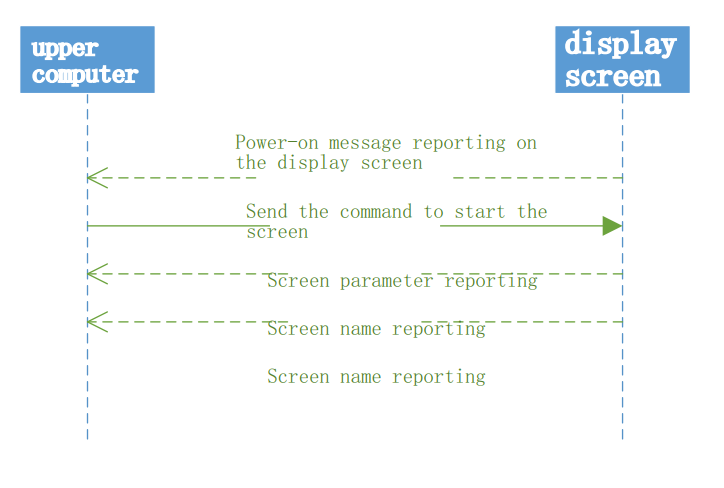 upper
computer
display
screen
Power-on message reporting on
the display screen
Send the command to start the
screen
Screen parameter reporting
Screen name reporting
Screen name reporting